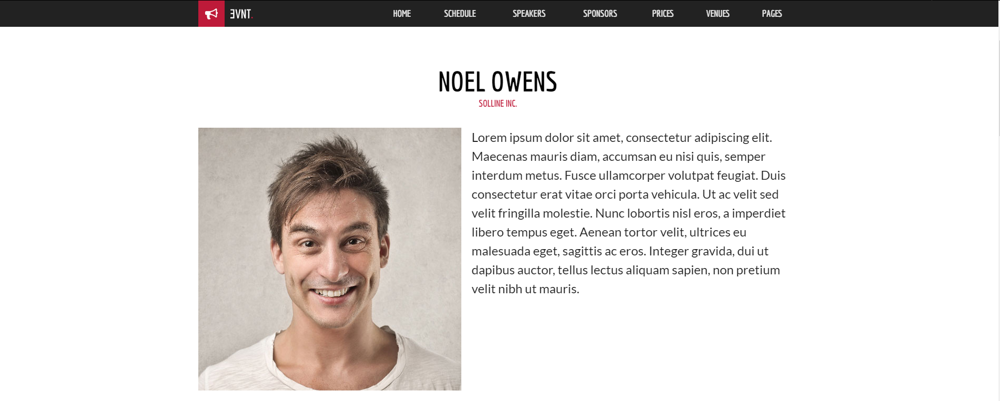 ƎVNT.
HOME SCHEDULE SPEAKERS SPONSORS PRICES VENUES PAGES
NOEL OWENS
SOLLINE INC.
Lorem ipsum dolor sit amet, consectetur adipiscing elit.
Maecenas mauris diam, accumsan eu nisi quis, semper
interdum metus. Fusce ullamcorper volutpat feugiat. Duis
consectetur erat vitae orci porta vehicula. Ut ac velit sed
velit fringilla molestie. Nunc lobortis nisl eros, a imperdiet
libero tempus eget. Aenean tortor velit, ultrices eu
malesuada eget, sagittis ac eros. Integer gravida, dui ut
dapibus auctor, tellus lectus aliquam sapien, non pretium
velit nibh ut mauris.